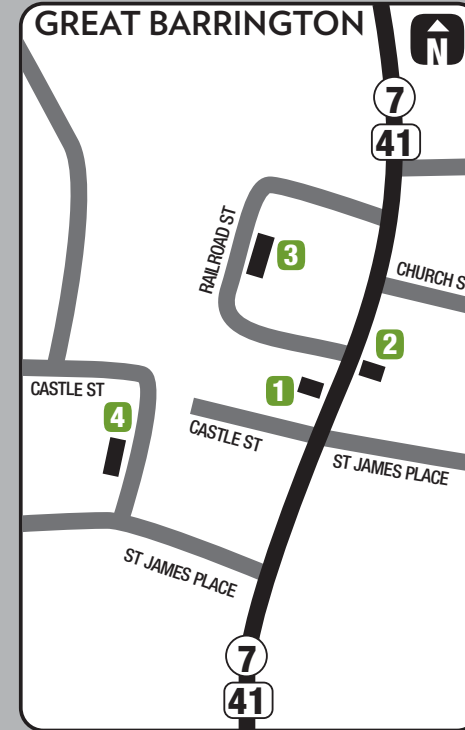 GREAT BARRINGTON
N
7
41
RAILROAD ST
3
CHURCH S
2
1
CASTLE ST
4
CASTLE ST
ST JAMES PLACE
ST JAMES PLACE
7
41